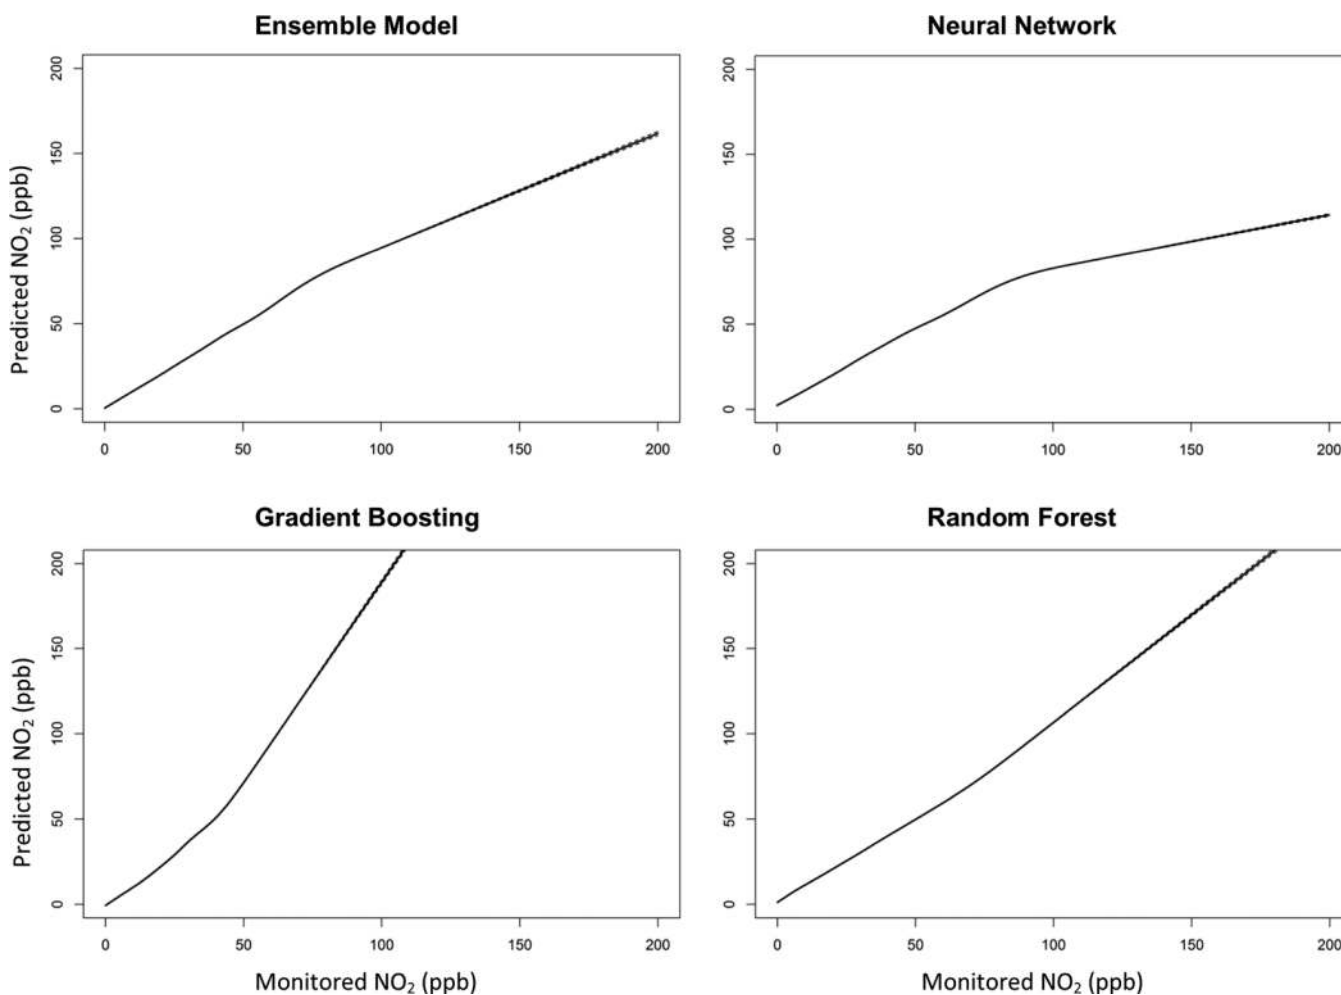 Ensemble Model
Predicted NO₂ (ppb)
200
150
100
50
0
0 50 100 150 200
Neural Network
200
150
100
50
0
0 50 100 150 200
Gradient Boosting
Predicted NO₂ (ppb)
200
150
100
50
0
0 50 100 150 200
Monitored NO₂ (ppb)
Random Forest
200
150
100
50
0
0 50 100 150 200
Monitored NO₂ (ppb)